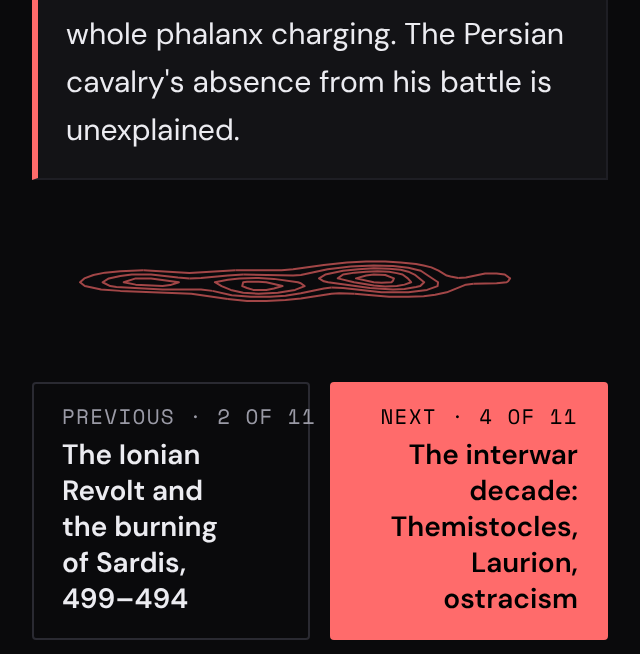 whole phalanx charging. The Persian
cavalry's absence from his battle is
unexplained.
PREVIOUS · 2 OF 11
The Ionian
Revolt and
the burning
of Sardis,
499–494
NEXT · 4 OF 11
The interwar
decade:
Themistocles,
Laurion,
ostracism